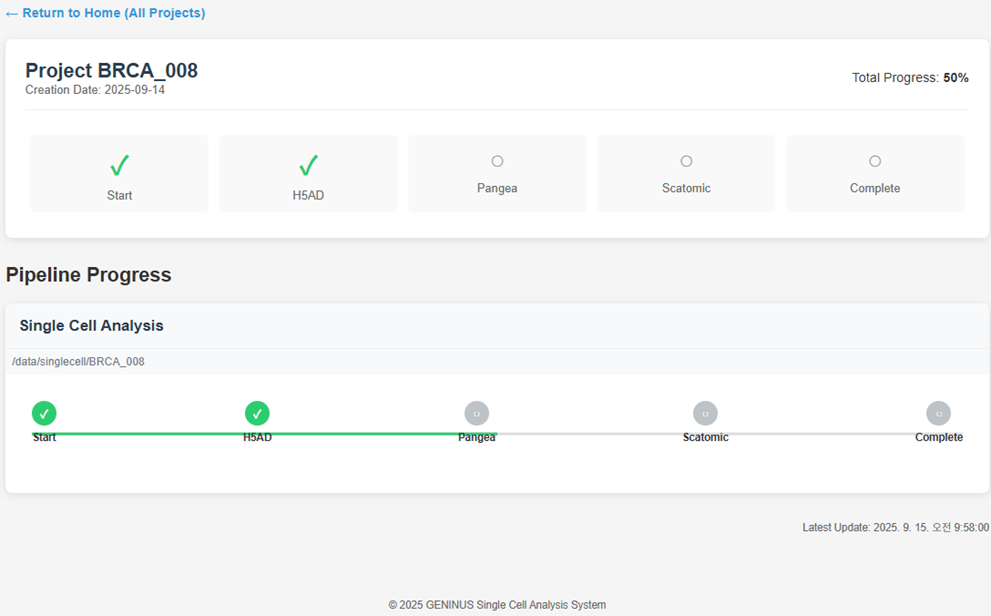 ← Return to Home (All Projects)
Project BRCA_008
Creation Date: 2025-09-14
Total Progress: 50%
✓ ✓ ○ ○ ○
Start H5AD Pangea Scatomic Complete
Pipeline Progress
Single Cell Analysis
/data/singlecell/BRCA_008
✓ ✓
Start H5AD Pangea Scatomic Complete
Latest Update: 2025. 9. 15. 오전 9:58:00
© 2025 GENINUS Single Cell Analysis System